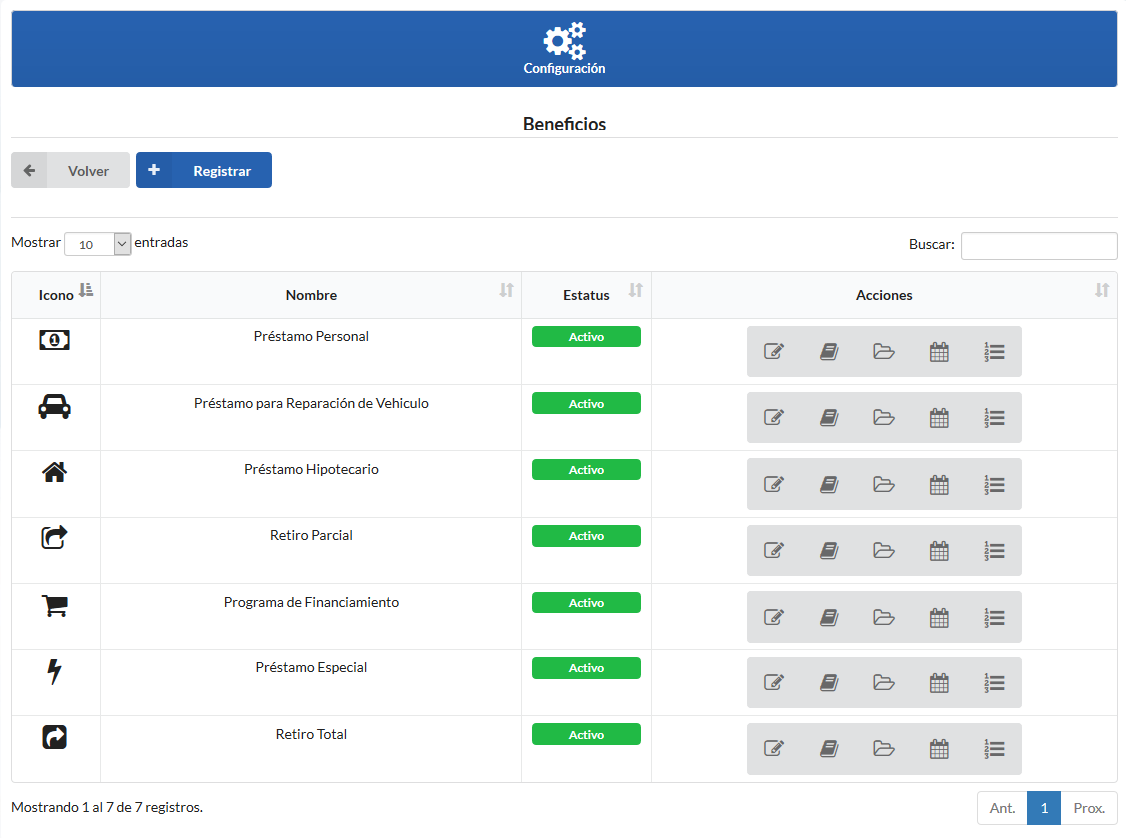 Configuración
Beneficios
Volver
Registrar
Mostrar 10 entradas
Buscar:
Icono Nombre Estatus Acciones
Préstamo Personal Activo
Préstamo para Reparación de Vehiculo Activo
Préstamo Hipotecario Activo
Retiro Parcial Activo
Programa de Financiamiento Activo
Préstamo Especial Activo
Retiro Total Activo
Mostrando 1 al 7 de 7 registros.
Ant. 1 Prox.